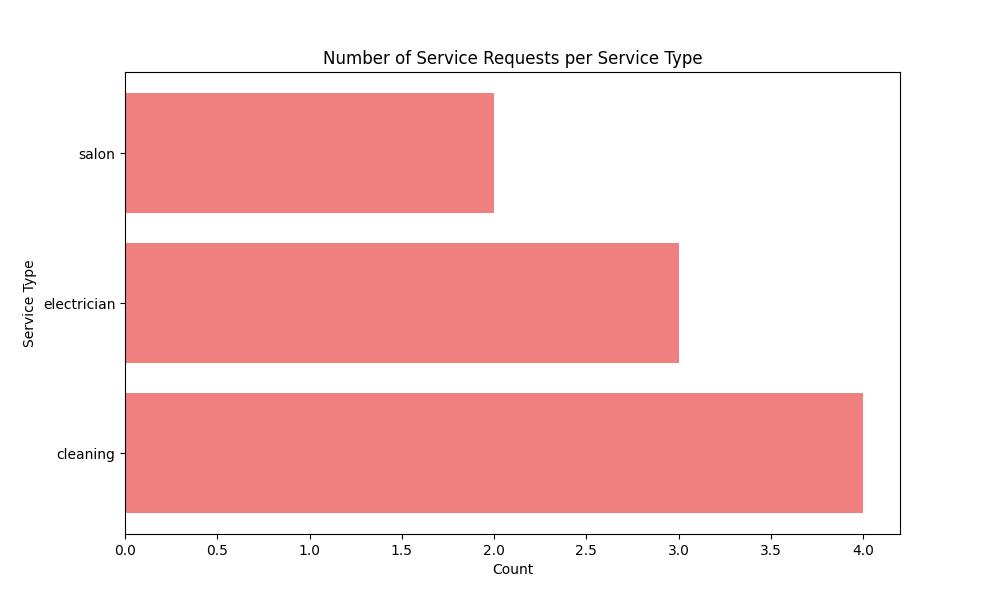 Number of Service Requests per Service Type
Service Type
salon
electrician
cleaning
0.0 0.5 1.0 1.5 2.0 2.5 3.0 3.5 4.0
Count